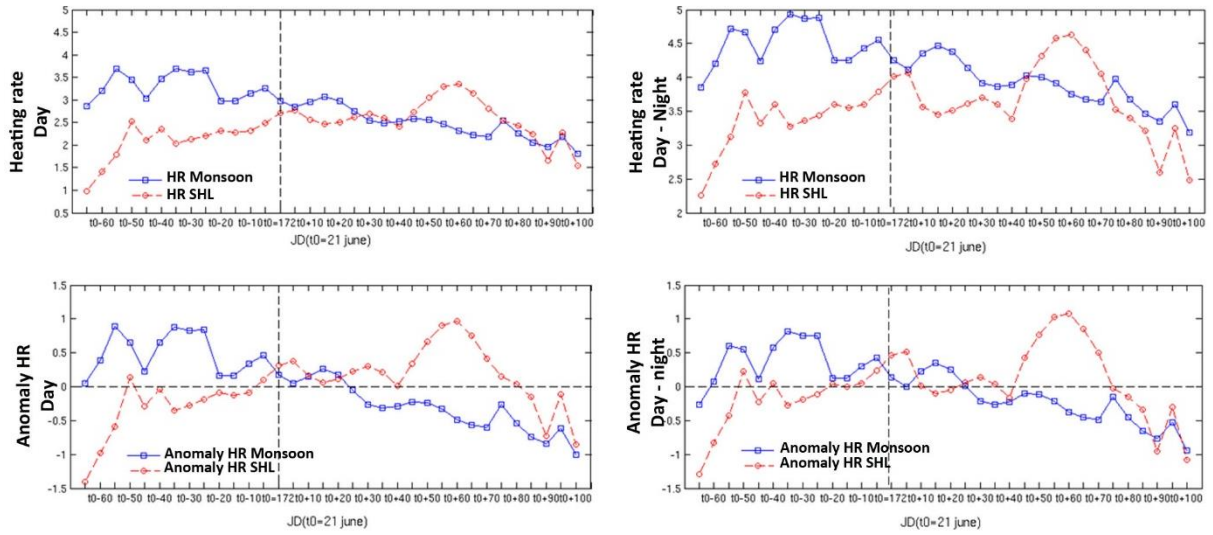 Heating rate
Day
5
4.5
4
3.5
3
2.5
2
1.5
1
0.5
HR Monsoon
HR SHL
t0-60 t0-50 t0-40 t0-30 t0-20 t0-10 t0=172 t0+10 t0+20 t0+30 t0+40 t0+50 t0+60 t0+70 t0+80 t0+90 t0+100
JD(t0=21 june)
Heating rate
Day - Night
5
4.5
4
3.5
3
2.5
2
HR Monsoon
HR SHL
t0-60 t0-50 t0-40 t0-30 t0-20 t0-10 t0=172 t0+10 t0+20 t0+30 t0+40 t0+50 t0+60 t0+70 t0+80 t0+90 t0+100
JD(t0=21 june)
Anomaly HR
Day
1.5
1
0.5
0
-0.5
-1
-1.5
Anomaly HR Monsoon
Anomaly HR SHL
t0-60 t0-50 t0-40 t0-30 t0-20 t0-10 t0=172 t0+10 t0+20 t0+30 t0+40 t0+50 t0+60 t0+70 t0+80 t0+90 t0+100
JD(t0=21 june)
Anomaly HR
Day - night
1.5
1
0.5
0
-0.5
-1
-1.5
Anomaly HR Monsoon
Anomaly HR SHL
t0-60 t0-50 t0-40 t0-30 t0-20 t0-10 t0=172 t0+10 t0+20 t0+30 t0+40 t0+50 t0+60 t0+70 t0+80 t0+90 t0+100
JD(t0=21 june)